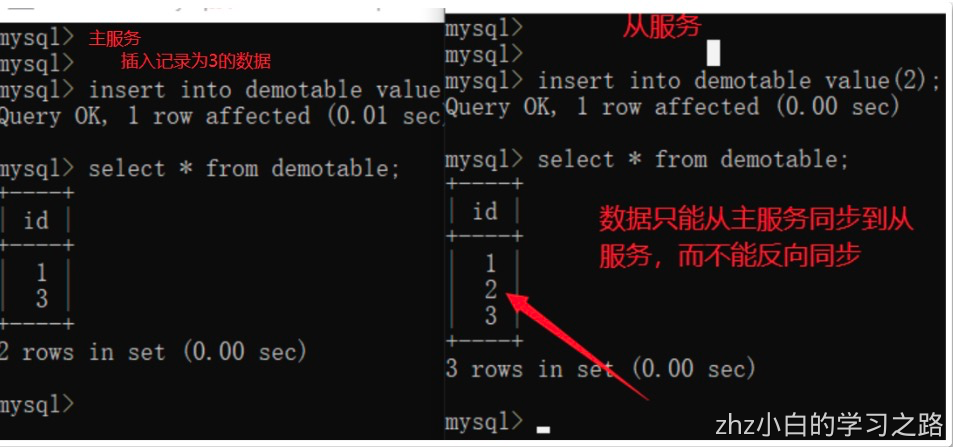 mysql> 主服务
mysql> 插入记录为3的数据
mysql> insert into demotable value
Query OK, 1 row affected (0.01 sec
mysql> select * from demotable;
+----+
| id |
+----+
| 1 |
| 3 |
+----+
2 rows in set (0.00 sec)
mysql>
mysql> 从服务
mysql>
mysql> insert into demotable value(2);
Query OK, 1 row affected (0.00 sec)
mysql> select * from demotable;
+----+
| id |
+----+
| 1 |
| 2 |
| 3 |
+----+
3 rows in set (0.00 sec)
mysql>
数据只能从主服务同步到从
服务，而不能反向同步
zhz小白的学习之路